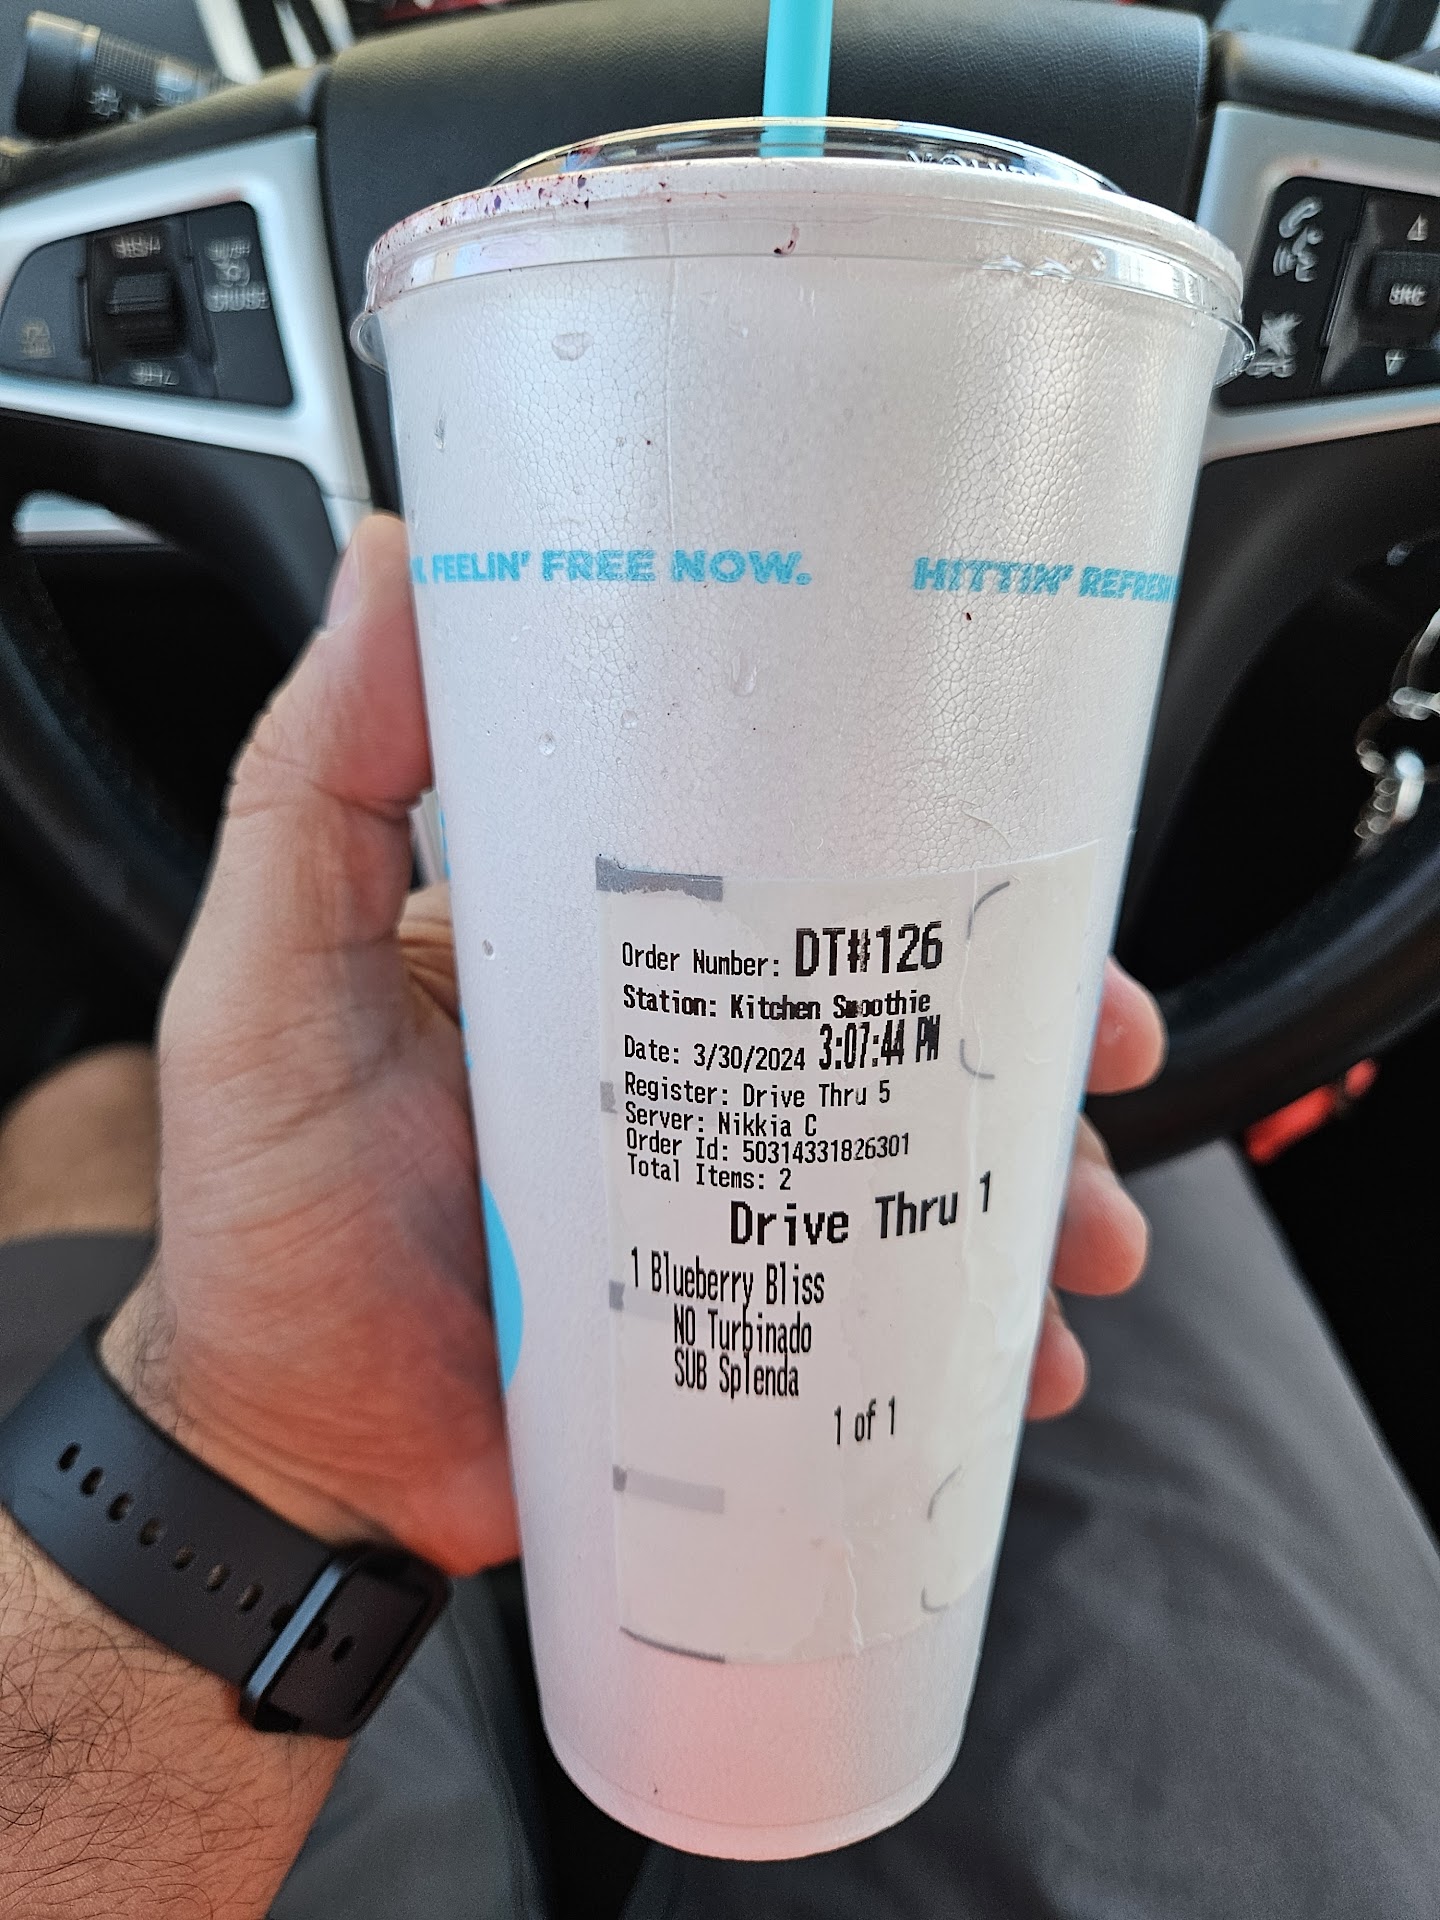 FEELIN' FREE NOW.
HITTIN' REFRESH
Order Number: DT#126
Station: Kitchen Smoothie
Date: 3/30/2024 3:07:44 PM
Register: Drive Thru 5
Server: Nikkia C
Order Id: 50314331826301
Total Items: 2
Drive Thru 1
1 Blueberry Bliss
NO Turbinado
SUB Splenda
1 of 1
SRC